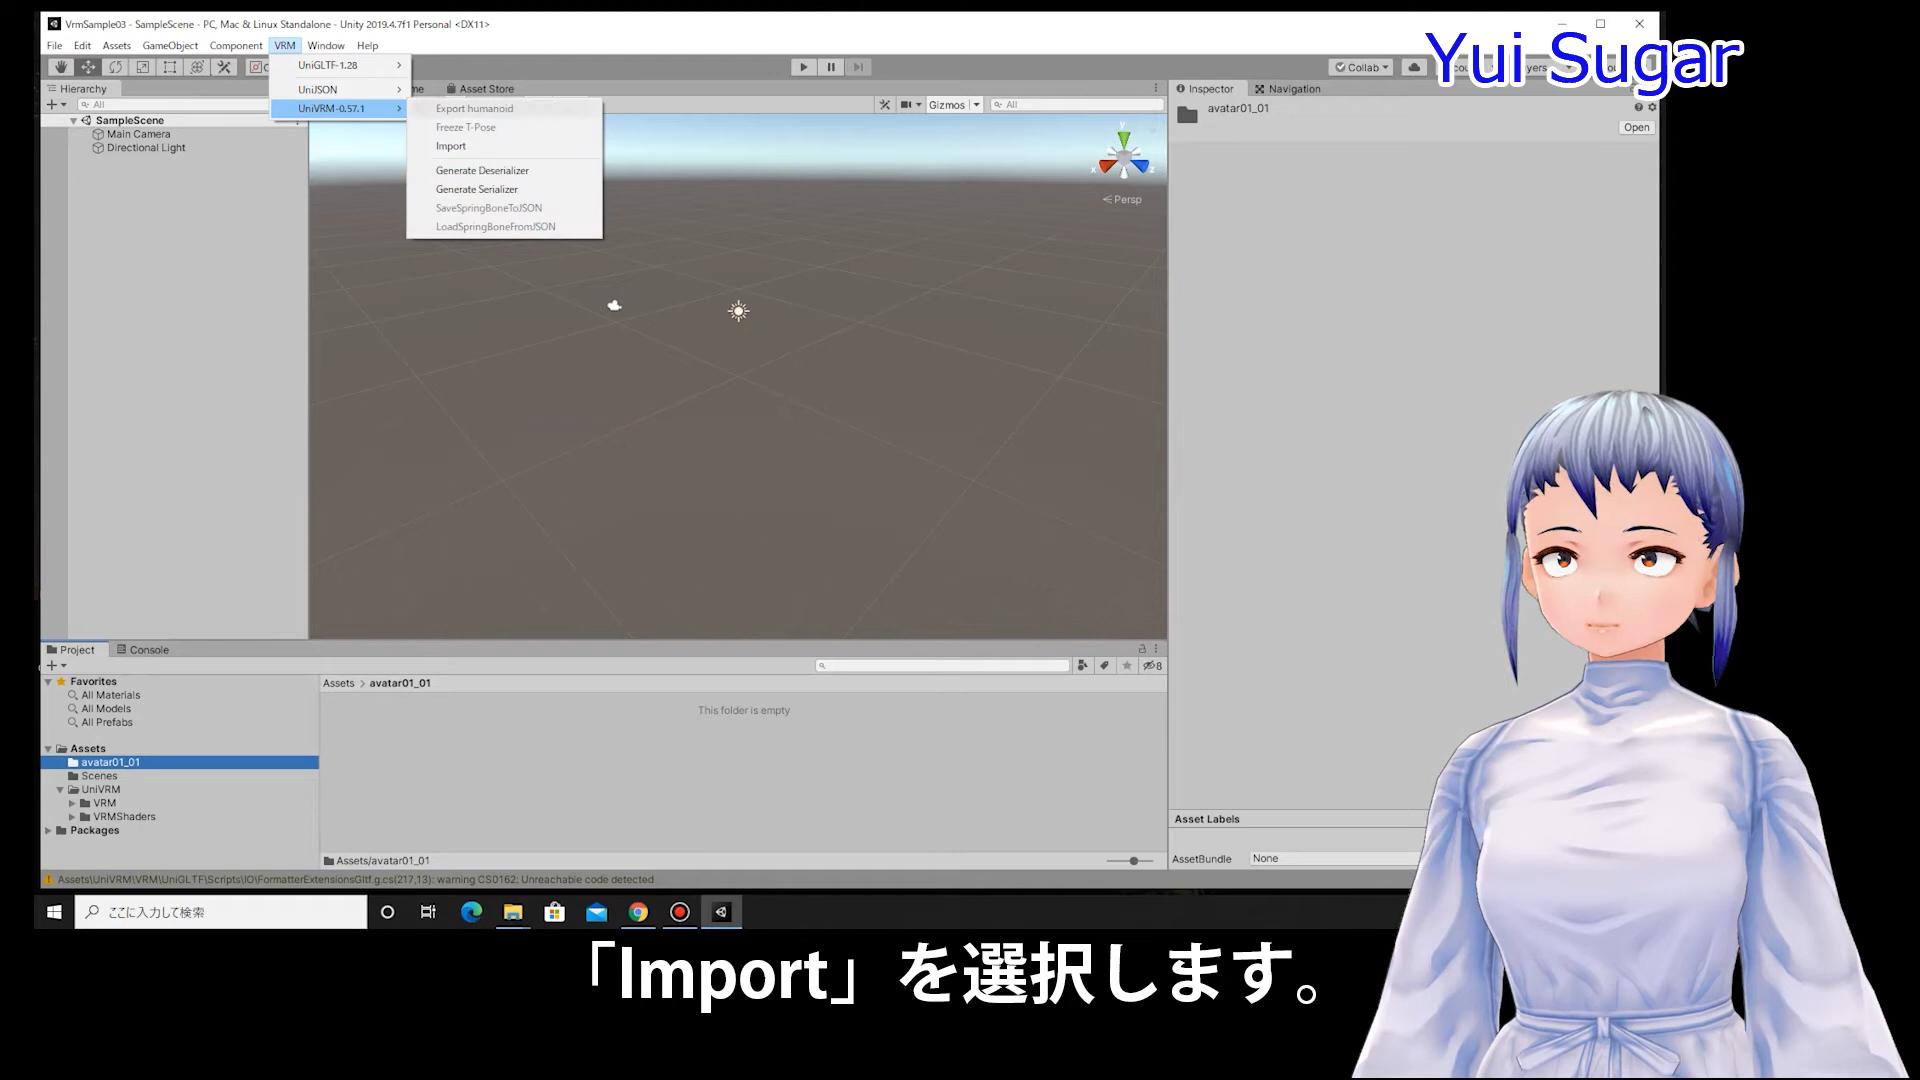 VrmSample03 - SampleScene - PC, Mac & Linux Standalone - Unity 2019.4.7f1 Personal <DX11>
Yui Sugar
File Edit Assets GameObject Component VRM Window Help
UniGLTF-1.28
UniJSON
UniVRM-0.57.1
Export humanoid
Freeze T-Pose
Import
Generate Deserializer
Generate Serializer
SaveSpringBoneToJSON
LoadSpringBoneFromJSON
Collab
Hierarchy
All
SampleScene
Main Camera
Directional Light
Asset Store
Gizmos
All
y
x
z
Persp
Inspector
Navigation
avatar01_01
Open
Project
Console
8
Favorites
All Materials
All Models
All Prefabs
Assets
avatar01_01
Scenes
UniVRM
VRM
VRMShaders
Packages
Assets > avatar01_01
This folder is empty
Assets/avatar01_01
Asset Labels
AssetBundle None
Assets\UniVRM\VRM\UniGLTF\Scripts\IO\FormatterExtensionsGltf.g.cs(217,13): warning CS0162: Unreachable code detected
ここに入力して検索
「Import」を選択します。